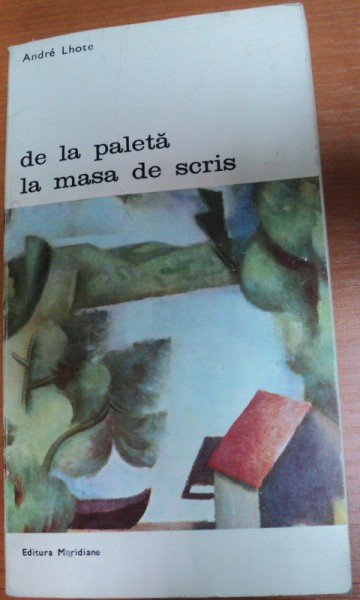 André Lhote
de la paletă
la masa de scris
Editura Meridiane